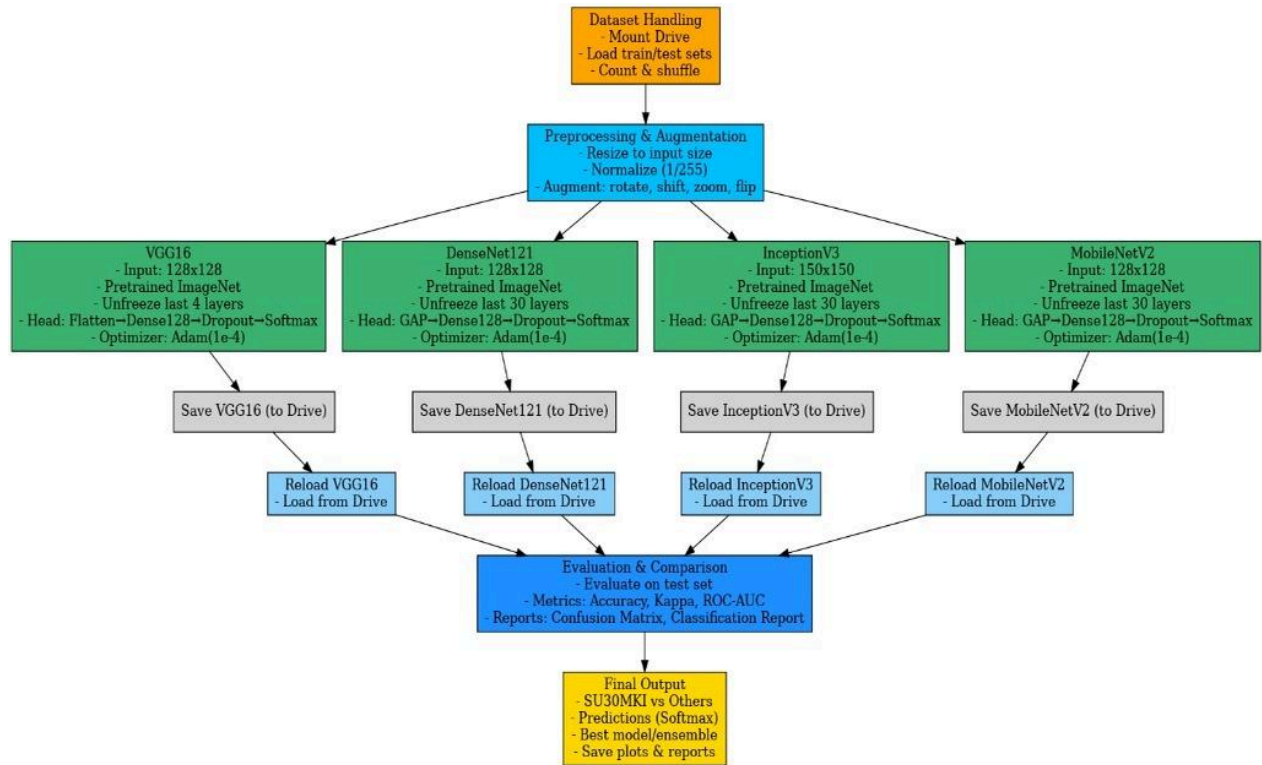 Dataset Handling
- Mount Drive
- Load train/test sets
- Count & shuffle
Preprocessing & Augmentation
- Resize to input size
- Normalize (1/255)
- Augment: rotate, shift, zoom, flip
VGG16
- Input: 128x128
- Pretrained ImageNet
- Unfreeze last 4 layers
- Head: Flatten→Dense128→Dropout→Softmax
- Optimizer: Adam(1e-4)
DenseNet121
- Input: 128x128
- Pretrained ImageNet
- Unfreeze last 30 layers
- Head: GAP→Dense128→Dropout→Softmax
- Optimizer: Adam(1e-4)
InceptionV3
- Input: 150x150
- Pretrained ImageNet
- Unfreeze last 30 layers
- Head: GAP→Dense128→Dropout→Softmax
- Optimizer: Adam(1e-4)
MobileNetV2
- Input: 128x128
- Pretrained ImageNet
- Unfreeze last 30 layers
- Head: GAP→Dense128→Dropout→Softmax
- Optimizer: Adam(1e-4)
Save VGG16 (to Drive)
Save DenseNet121 (to Drive)
Save InceptionV3 (to Drive)
Save MobileNetV2 (to Drive)
Reload VGG16
- Load from Drive
Reload DenseNet121
- Load from Drive
Reload InceptionV3
- Load from Drive
Reload MobileNetV2
- Load from Drive
Evaluation & Comparison
- Evaluate on test set
- Metrics: Accuracy, Kappa, ROC-AUC
- Reports: Confusion Matrix, Classification Report
Final Output
- SU30MKI vs Others
- Predictions (Softmax)
- Best model/ensemble
- Save plots & reports